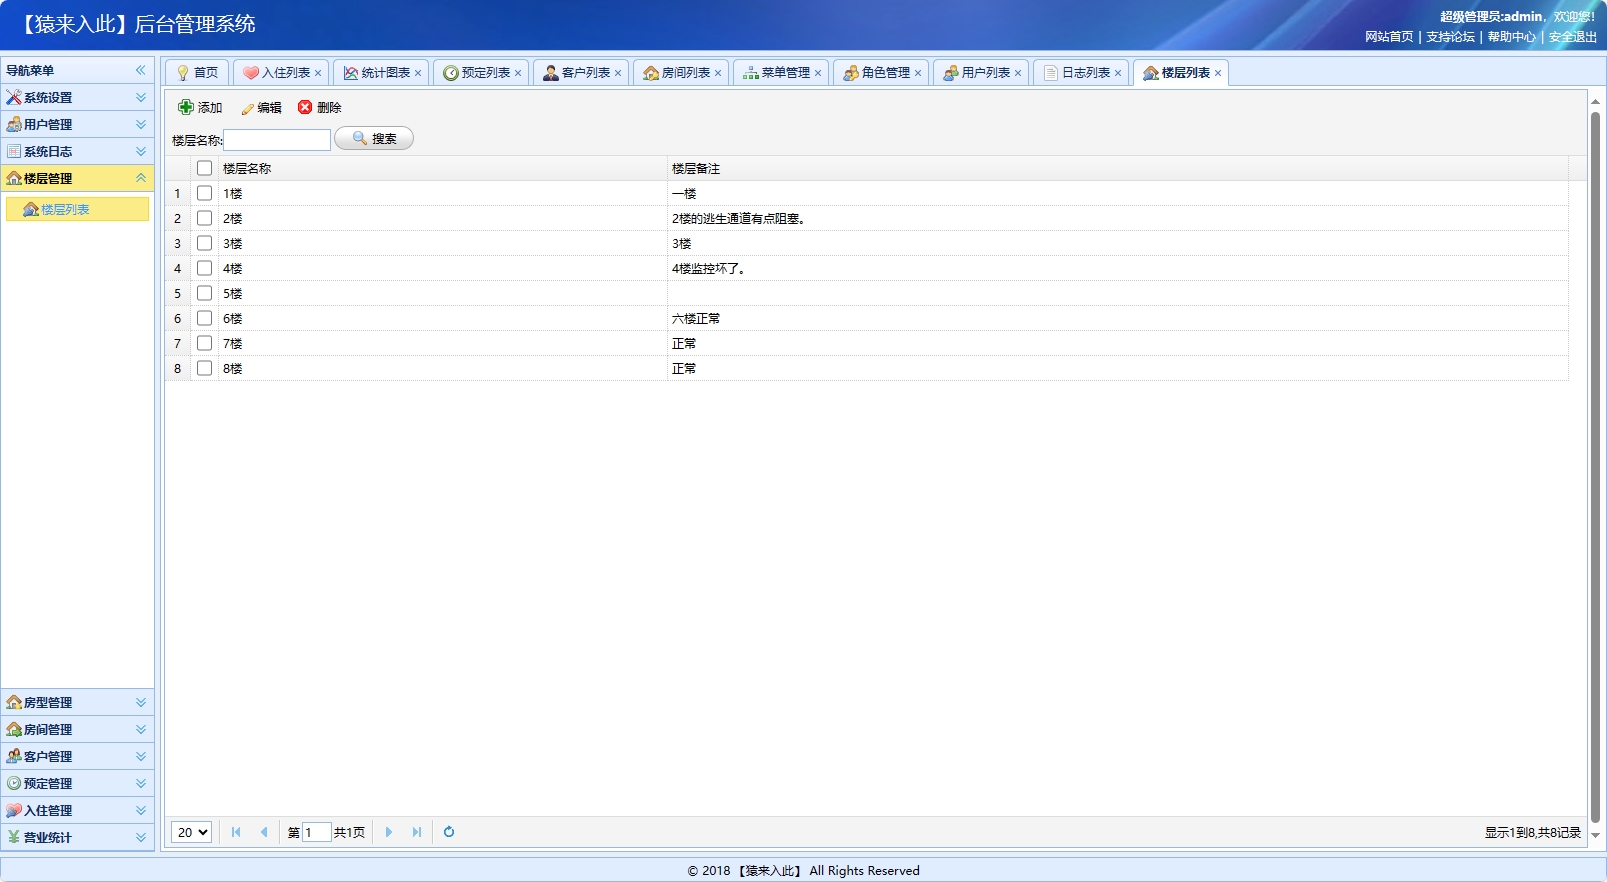 【猿来入此】后台管理系统
超级管理员:admin，欢迎您!
网站首页 | 支持论坛 | 帮助中心 | 安全退出
导航菜单
系统设置
用户管理
系统日志
楼层管理
楼层列表
房型管理
房间管理
客户管理
预定管理
入住管理
营业统计
首页 入住列表 统计图表 预定列表 客户列表 房间列表 菜单管理 角色管理 用户列表 日志列表 楼层列表
添加 编辑 删除
楼层名称: 搜索
楼层名称 楼层备注
1 1楼 一楼
2 2楼 2楼的逃生通道有点阻塞。
3 3楼 3楼
4 4楼 4楼监控坏了。
5 5楼
6 6楼 六楼正常
7 7楼 正常
8 8楼 正常
20 第 1 共1页 显示1到8,共8记录
© 2018 【猿来入此】 All Rights Reserved